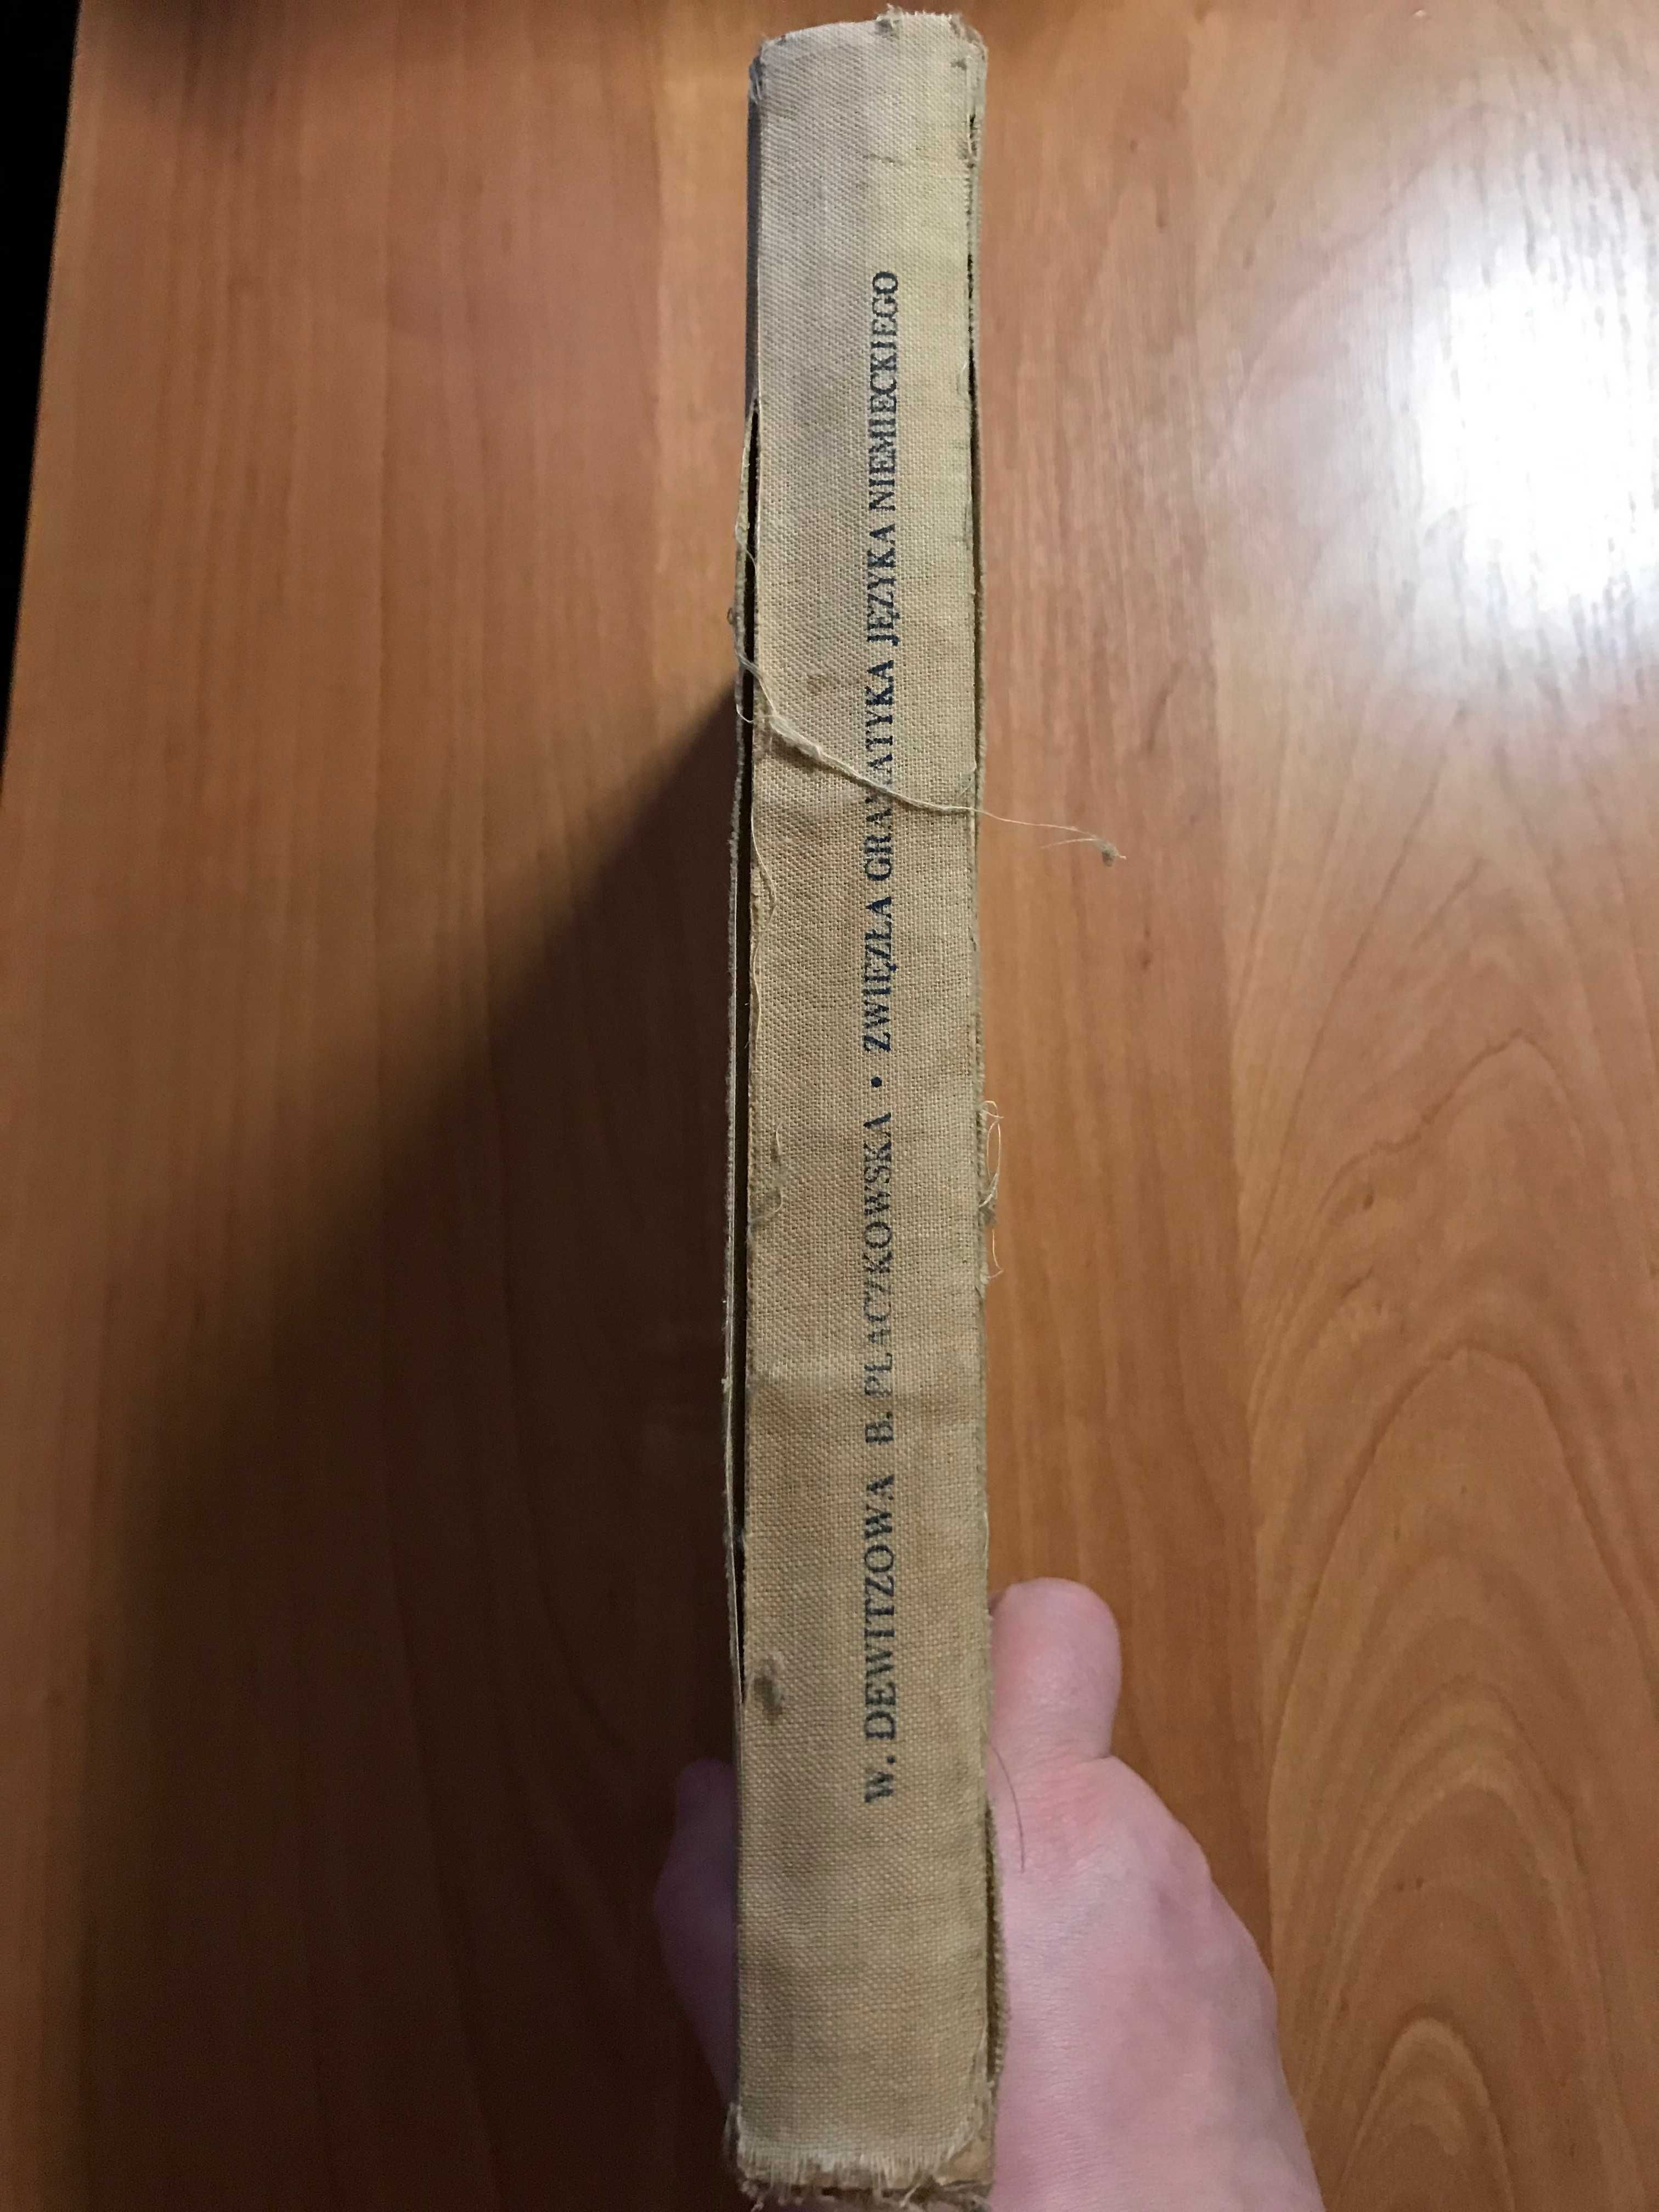 W. DEWITZOWA B. PŁACZKOWSKA • ZWIĘZŁA GRAMATYKA JĘZYKA NIEMIECKIEGO